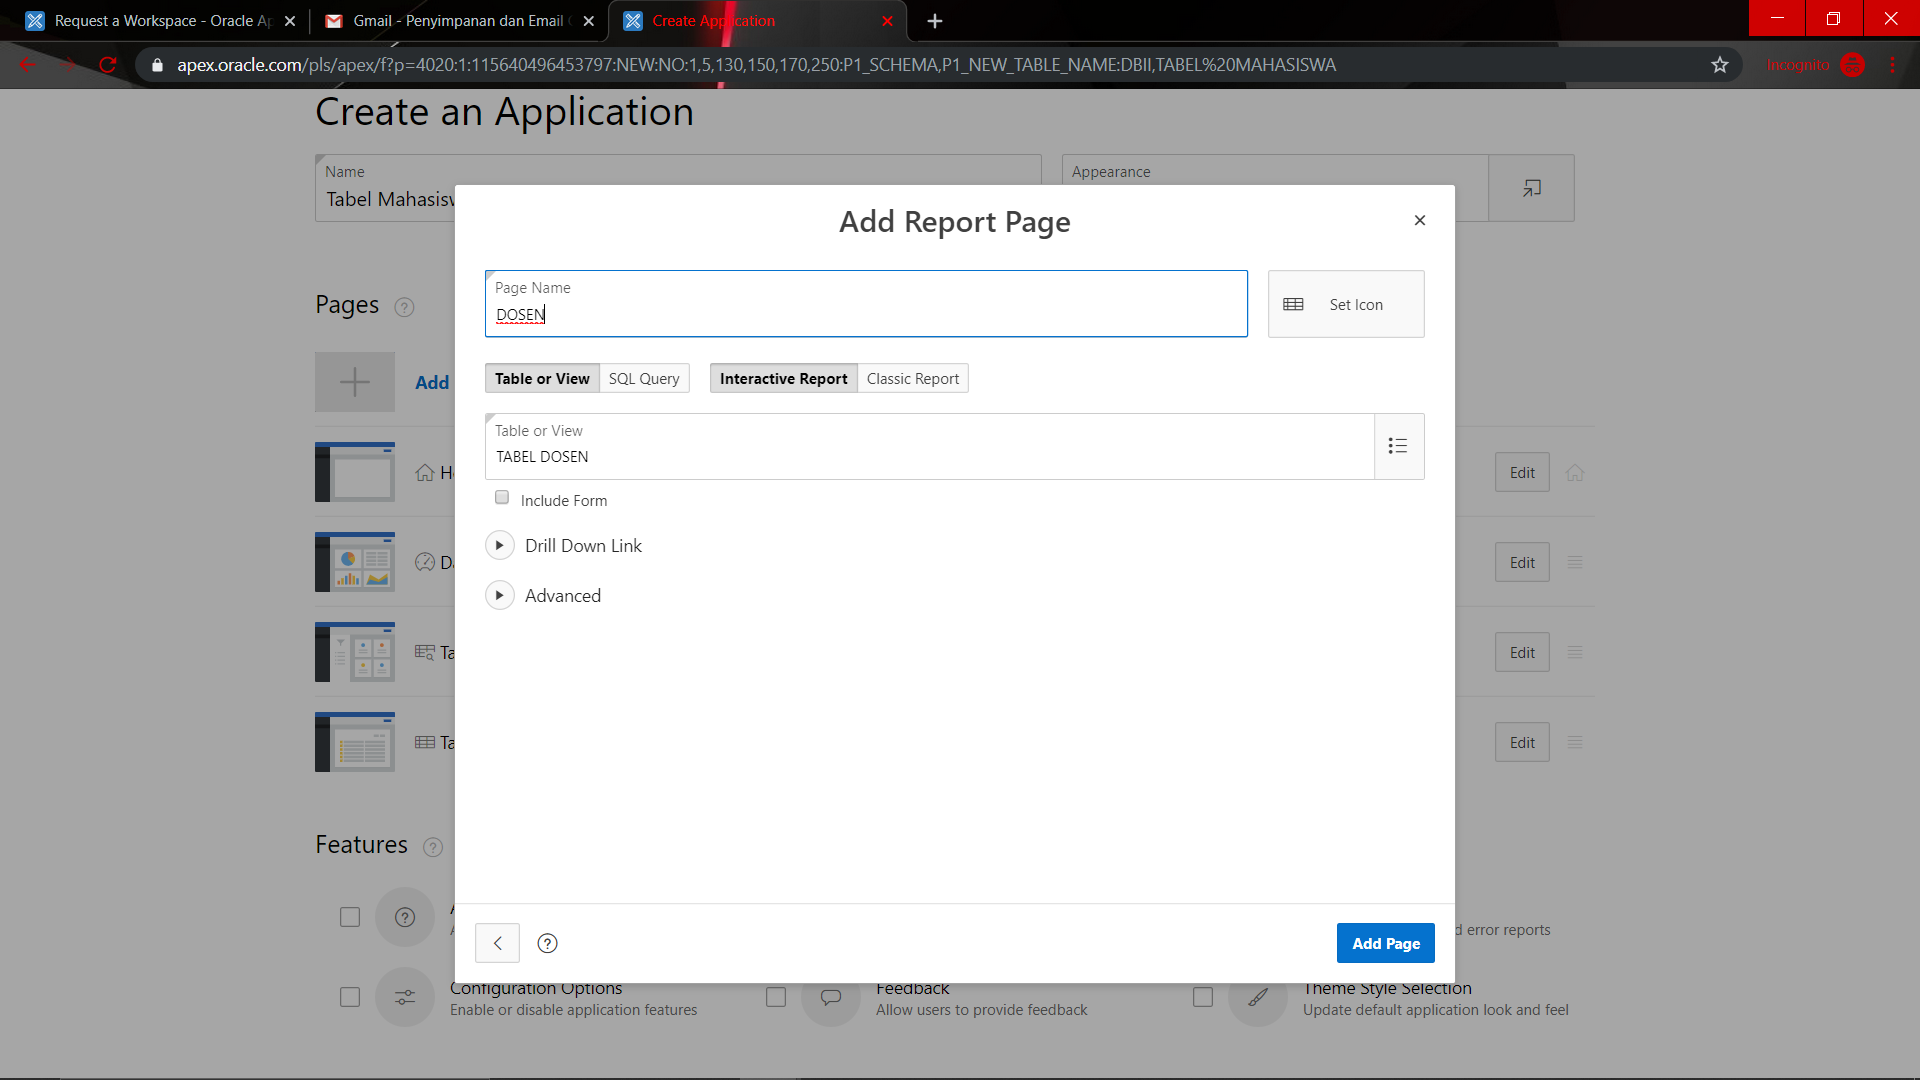 Request a Workspace - Oracle Ap
Gmail - Penyimpanan dan Email
Create Application
apex.oracle.com/pls/apex/f?p=4020:1:115640496453797:NEW:NO:1,5,130,150,170,250:P1_SCHEMA,P1_NEW_TABLE_NAME:DBII,TABEL%20MAHASISWA
Incognito
Create an Application
Name
Tabel Mahasisw
Appearance
Add Report Page
Page Name
DOSEN
Set Icon
Pages
Table or View
SQL Query
Interactive Report
Classic Report
Add
Table or View
TABEL DOSEN
Include Form
H
Edit
Drill Down Link
D
Edit
Advanced
Ta
Edit
Ta
Edit
Features
d error reports
Add Page
Configuration Options
Enable or disable application features
Feedback
Allow users to provide feedback
Theme Style Selection
Update default application look and feel